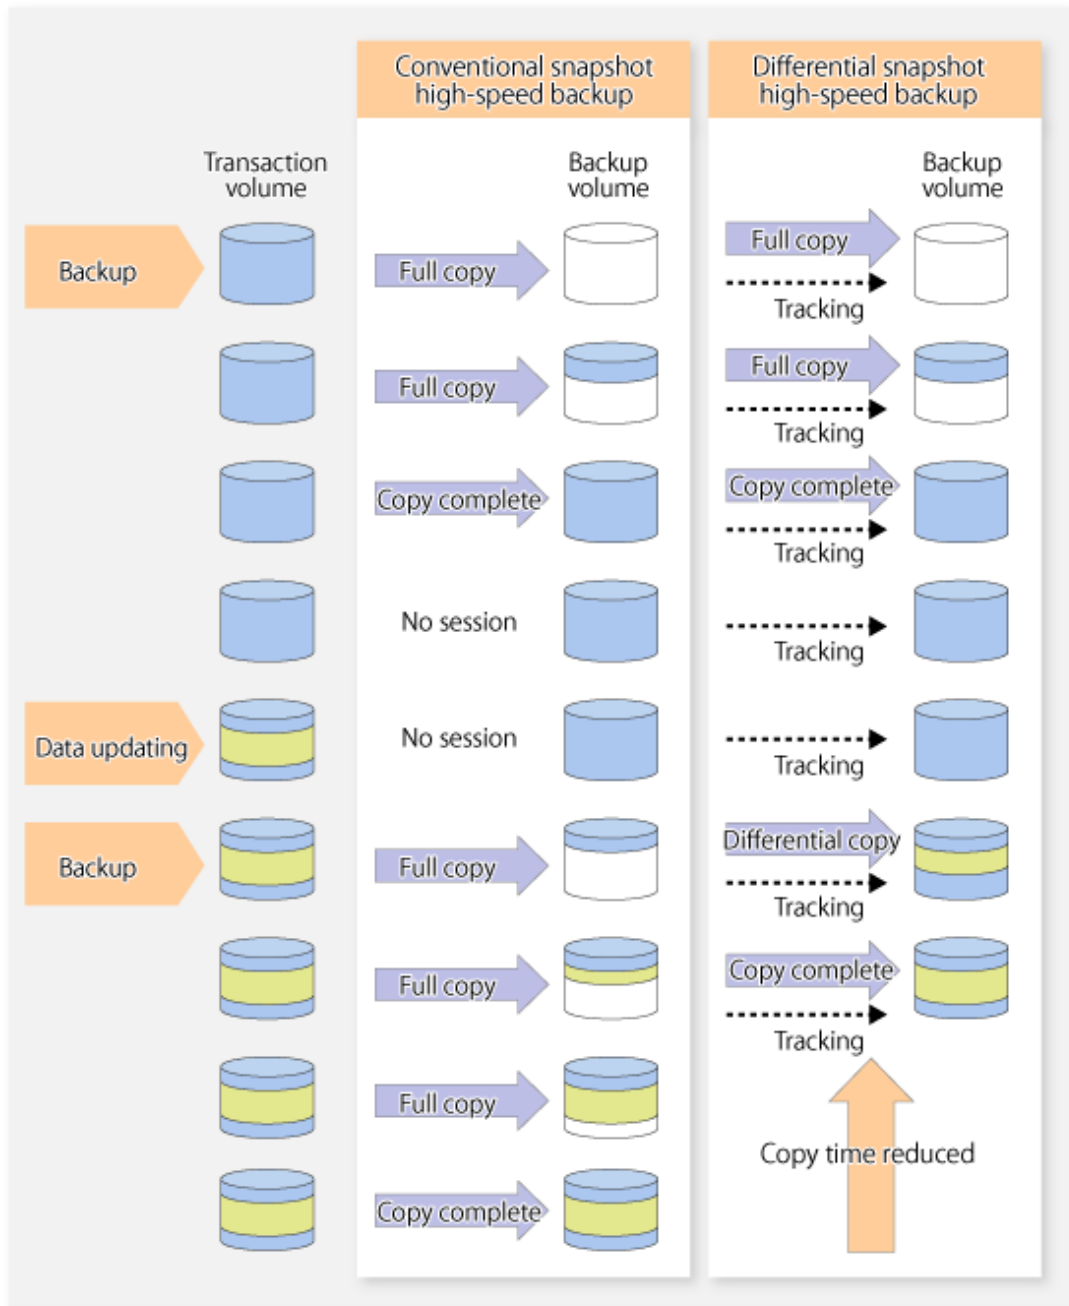 Conventional snapshot
high-speed backup
Differential snapshot
high-speed backup
Transaction
volume
Backup
volume
Backup
volume
Backup
Full copy
Full copy
Tracking
Full copy
Full copy
Tracking
Copy complete
Copy complete
Tracking
No session
Tracking
Data updating
No session
Tracking
Backup
Full copy
Differential copy
Tracking
Full copy
Copy complete
Tracking
Full copy
Copy time reduced
Copy complete